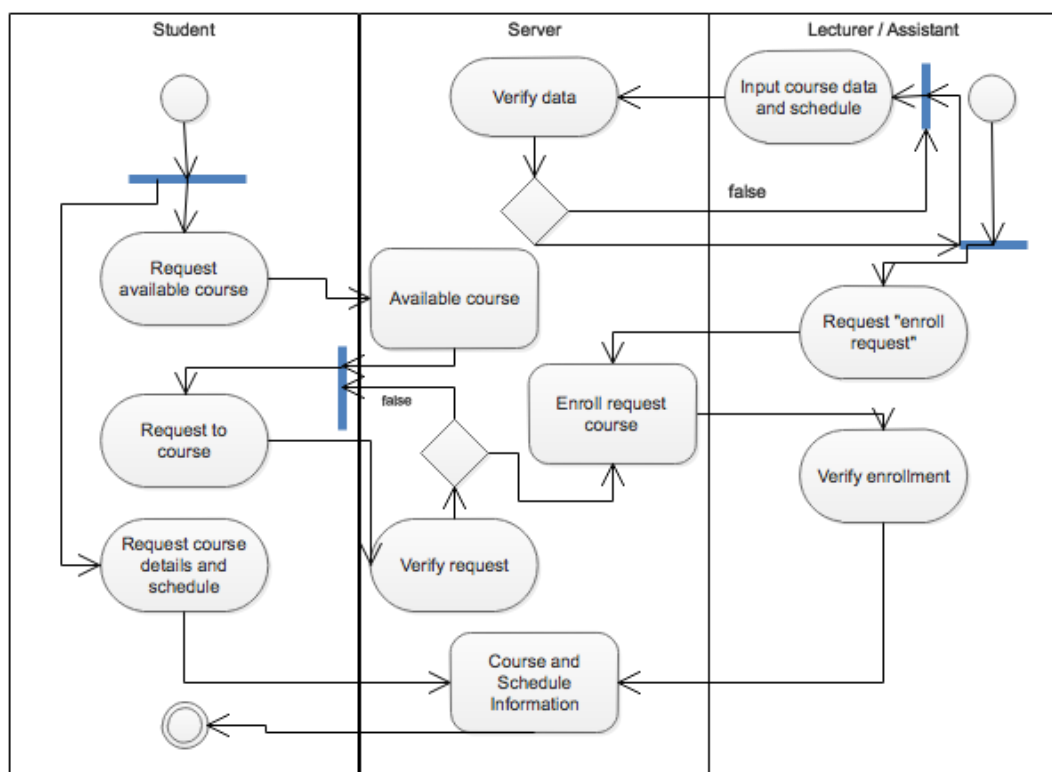 Student
Server
Lecturer / Assistant
Verify data
Input course data
and schedule
false
Request
available course
Available course
Request "enroll
request"
false
Enroll request
course
Request to
course
Verify enrollment
Request course
details and
schedule
Verify request
Course and
Schedule
Information